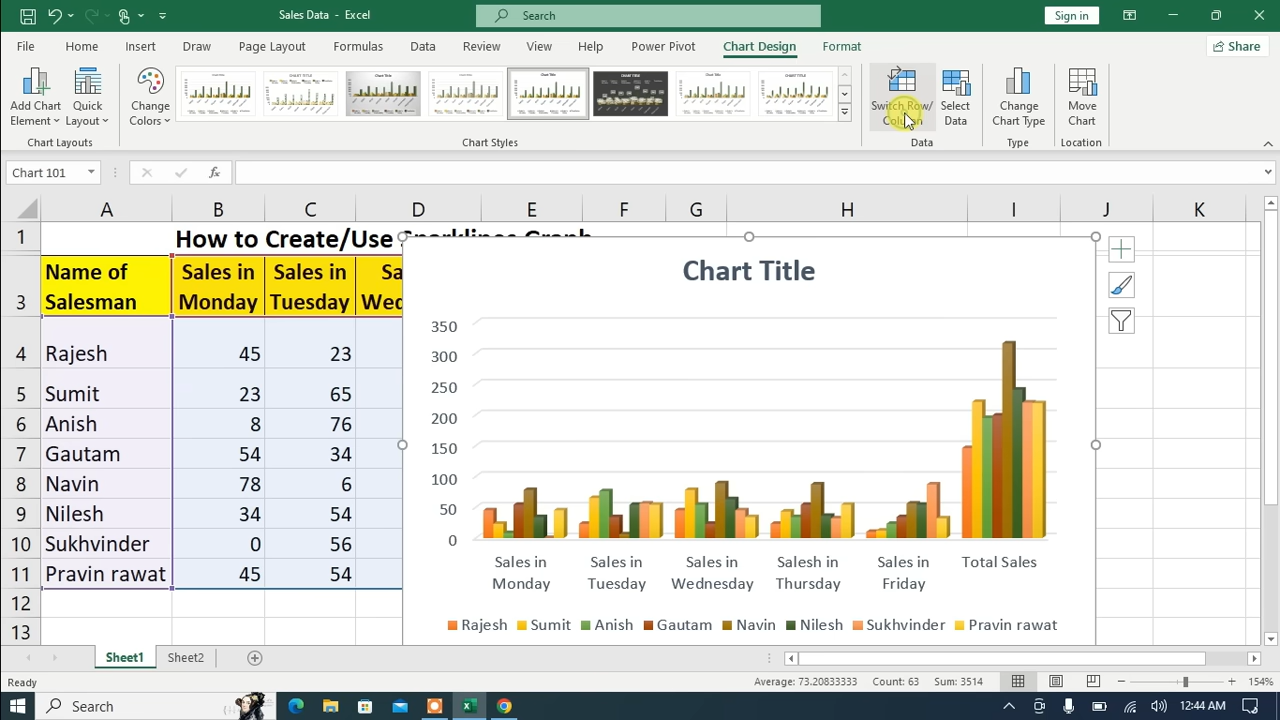 Sales Data - Excel
Search
Sign in
File Home Insert Draw Page Layout Formulas Data Review View Help Power Pivot Chart Design Format
Share
Add Chart Element
Quick Layout
Change Colors
Switch Row/
Select Data
Change Chart Type
Move Chart
Chart Layouts
Chart Styles
Data
Type
Location
Chart 101
fx
A B C D E F G H I J K
1 How to Create/Use Sparklines Graph
Name of Sales in Sales in
3 Salesman Monday Tuesday
4 Rajesh 45 23
5 Sumit 23 65
6 Anish 8 76
7 Gautam 54 34
8 Navin 78 6
9 Nilesh 34 54
10 Sukhvinder 0 56
11 Pravin rawat 45 54
12
13
Chart Title
350
300
250
200
150
100
50
0
Sales in Monday
Sales in Tuesday
Sales in Wednesday
Salesh in Thursday
Sales in Friday
Total Sales
Rajesh Sumit Anish Gautam Navin Nilesh Sukhvinder Pravin rawat
Sheet1 Sheet2
Ready
Average: 73.20833333 Count: 63 Sum: 3514
154%
Search
12:44 AM